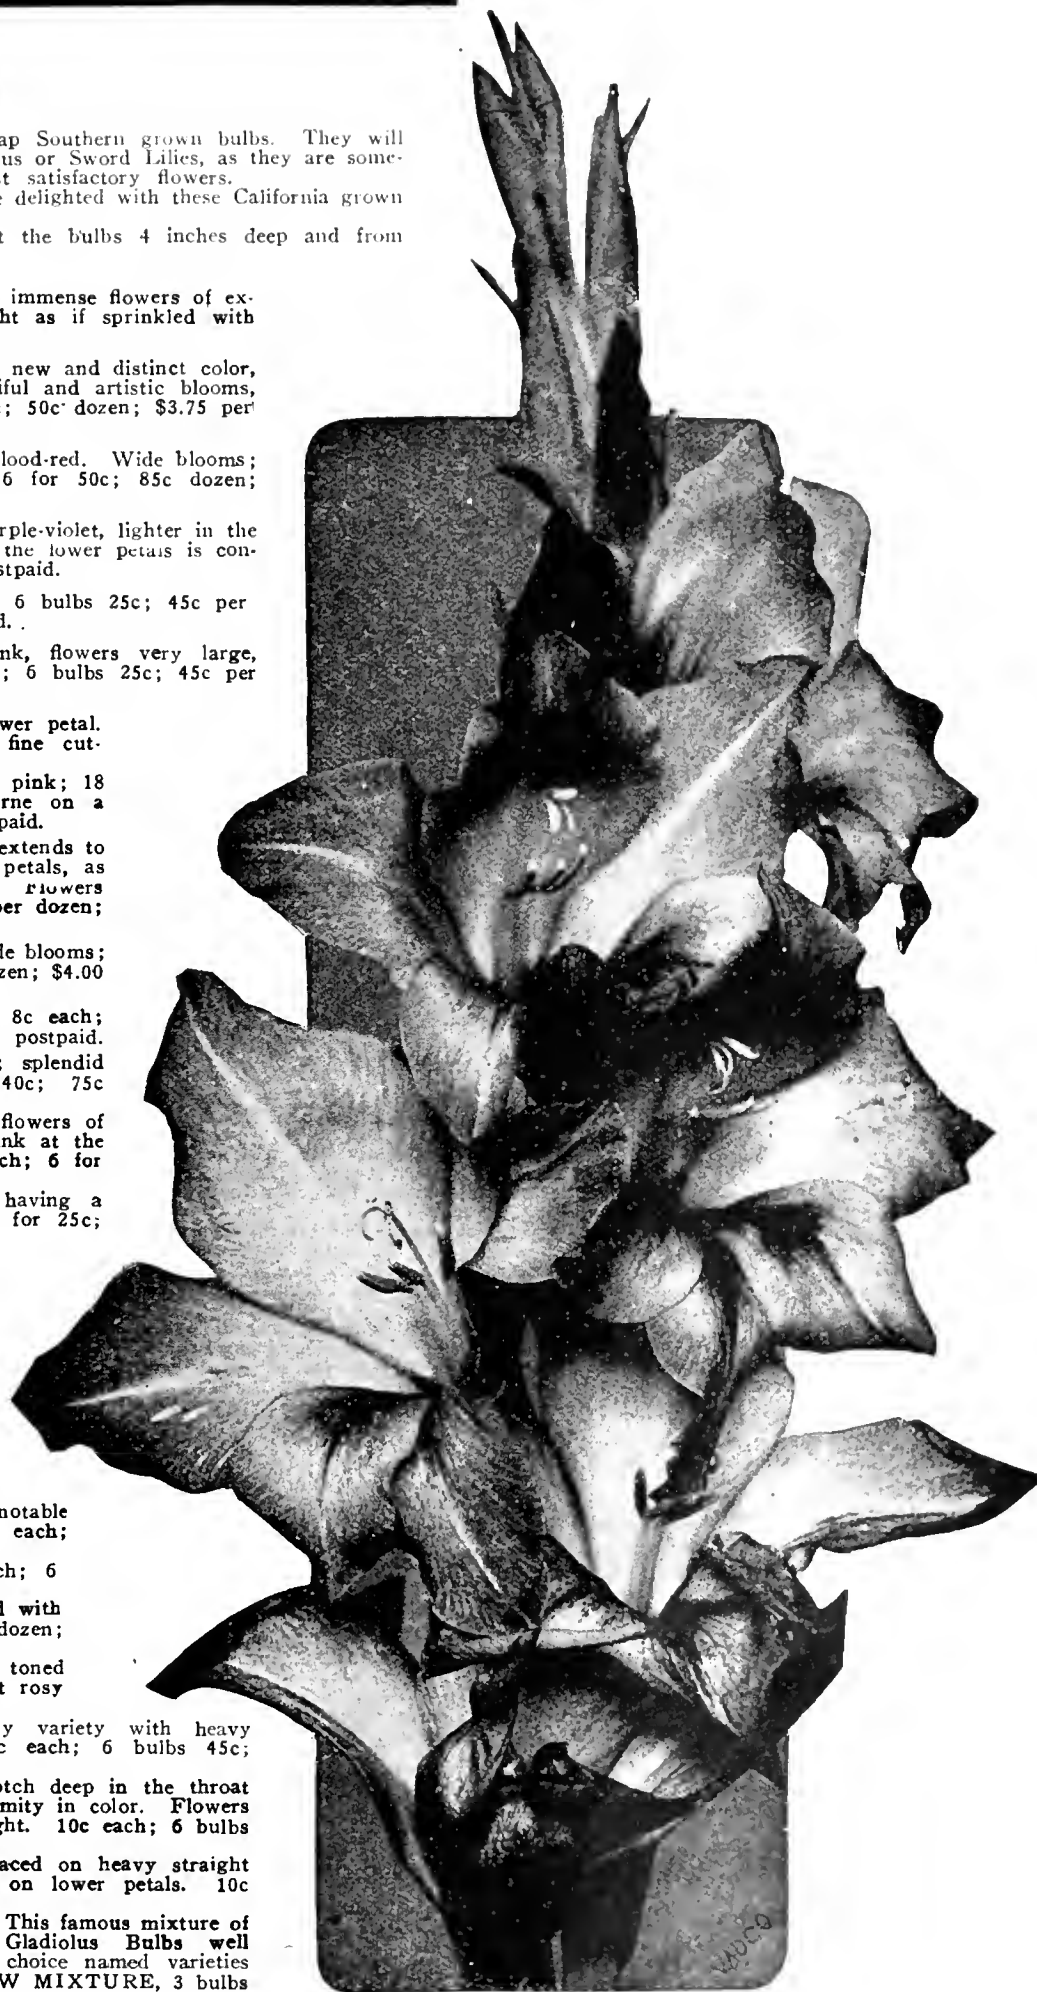 ap Southern grown bulbs. They will
us or Sword Lilies, as they are some-
st satisfactory flowers.
e delighted with these California grown
t the bulbs 4 inches deep and from
immense flowers of ex-
ht as if sprinkled with
new and distinct color,
iful and artistic blooms,
; 50c dozen; $3.75 per
lood-red. Wide blooms;
6 for 50c; 85c dozen;
rple-violet, lighter in the
the lower petals is con-
stpaid.
6 bulbs 25c; 45c per
d.
nk, flowers very large,
; 6 bulbs 25c; 45c per
wer petal.
fine cut-
pink; 18
rne on a
paid.
extends to
petals, as
Flowers
per dozen;
de blooms;
zen; $4.00
8c each;
postpaid.
; splendid
40c; 75c
flowers of
nk at the
ch; 6 for
having a
for 25c;
notable
each;
ch; 6
d with
dozen;
toned
t rosy
y variety with heavy
c each; 6 bulbs 45c;
otch deep in the throat
rmity in color. Flowers
ght. 10c each; 6 bulbs
aced on heavy straight
on lower petals. 10c
This famous mixture of
Gladiolus Bulbs well
choice named varieties
W MIXTURE, 3 bulbs